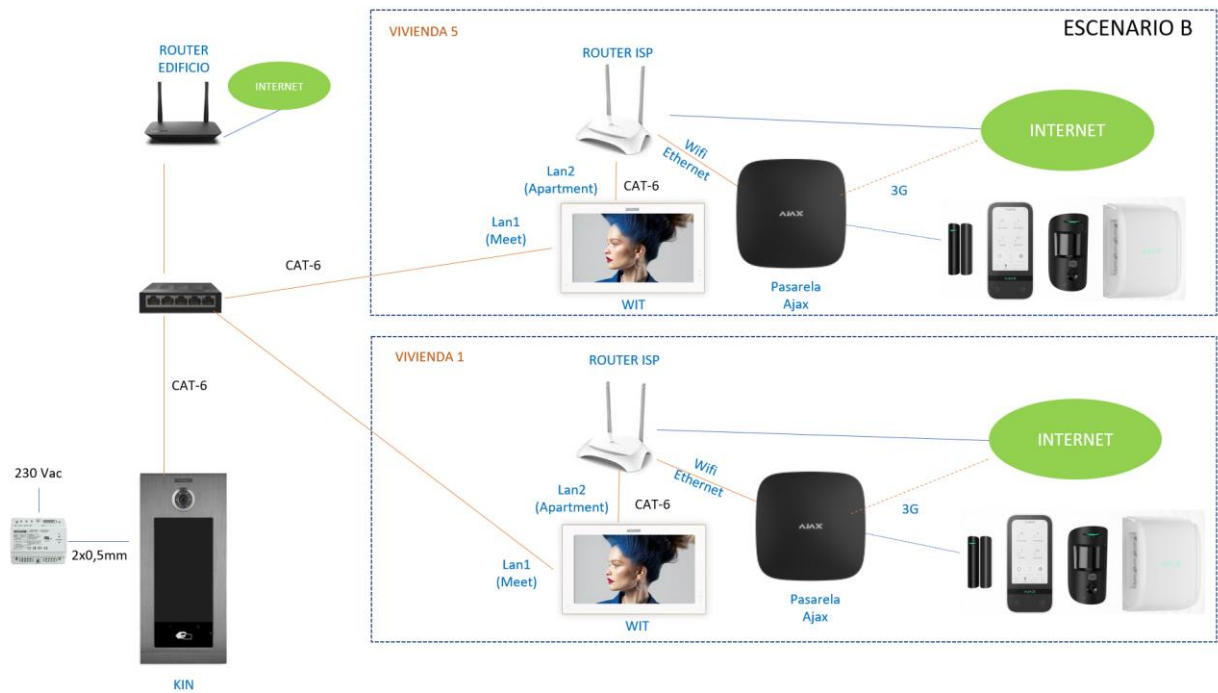 ESCENARIO B
ROUTER
EDIFICIO
INTERNET
CAT-6
CAT-6
230 Vac
2x0,5mm
KIN
VIVIENDA 5
ROUTER ISP
Wifi
Ethernet
INTERNET
Lan2
(Apartment)
CAT-6
Lan1
(Meet)
WIT
AJAX
Pasarela
Ajax
3G
AJAX
VIVIENDA 1
ROUTER ISP
Wifi
Ethernet
INTERNET
Lan2
(Apartment)
CAT-6
Lan1
(Meet)
WIT
AJAX
Pasarela
Ajax
3G
AJAX